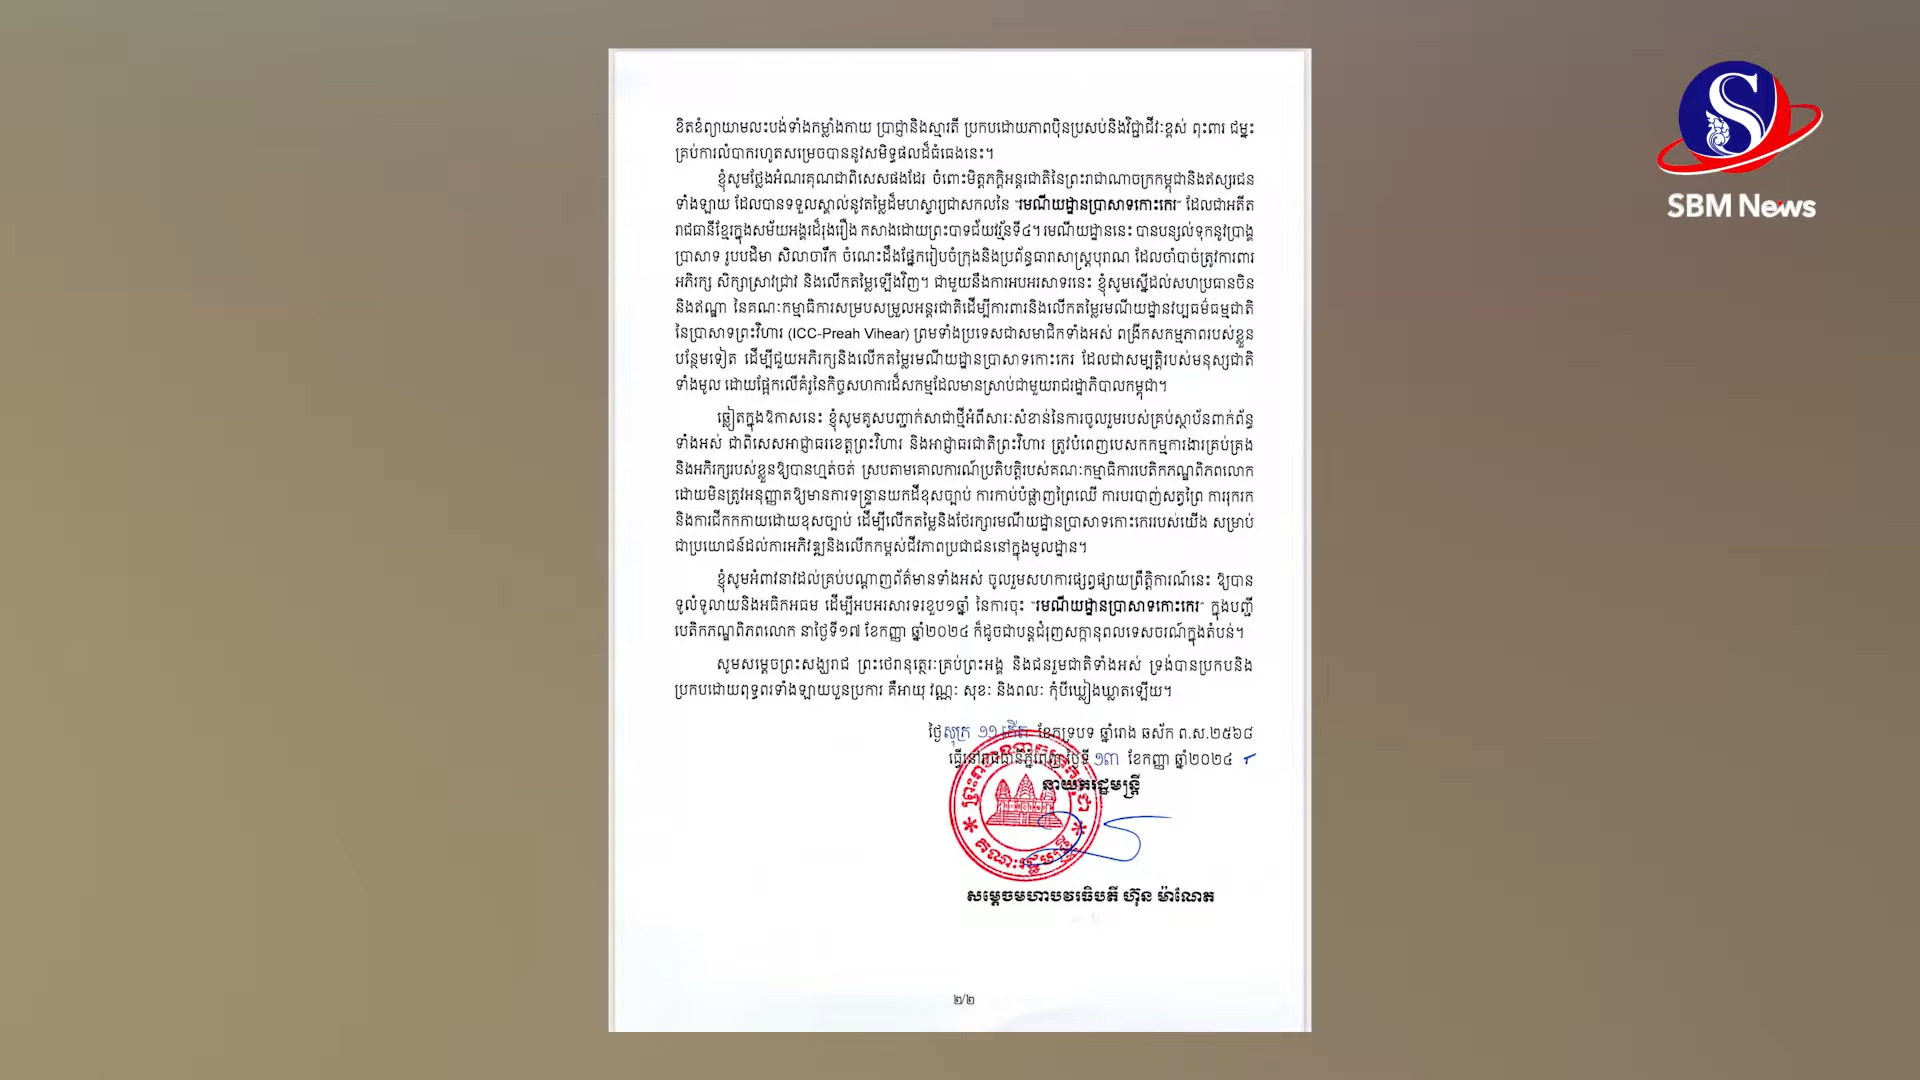 ខិតខំព្យាយាមលះបង់ទាំងកម្លាំងកាយ ប្រាជ្ញានិងស្មារតី ប្រកបដោយភាពប៉ិនប្រសប់និងវិជ្ជាជីវៈខ្ពស់ ពុះពារ ជម្នះ
គ្រប់ការលំបាករហូតសម្រេចបាននូវសមិទ្ធផលដ៏ធំធេងនេះ។
ខ្ញុំសូមថ្លែងអំណរគុណជាពិសេសផងដែរ ចំពោះមិត្តភក្តិអន្តរជាតិនៃព្រះរាជាណាចក្រកម្ពុជានិងឥស្សរជន
ទាំងឡាយ ដែលបានទទួលស្គាល់នូវតម្លៃដ៏មហស្ចារ្យជាសកលនៃ "រមណីយដ្ឋានប្រាសាទកោះកេរ" ដែលជាអតីត
រាជធានីខ្មែរក្នុងសម័យអង្គរដ៏រុងរឿង កសាងដោយព្រះបាទជ័យវរ្ម័នទី៤។ រមណីយដ្ឋាននេះ បានបន្សល់ទុកនូវប្រាង្គ
ប្រាសាទ រូបបដិមា សិលាចារឹក ចំណេះដឹងផ្នែករៀបចំក្រុងនិងប្រព័ន្ធធារាសាស្ត្របុរាណ ដែលចាំបាច់ត្រូវការពារ
អភិរក្ស សិក្សាស្រាវជ្រាវ និងលើកតម្លៃឡើងវិញ។ ជាមួយនឹងការអបអរសាទរនេះ ខ្ញុំសូមស្នើដល់សហប្រធានចិន
និងឥណ្ឌា នៃគណៈកម្មាធិការសម្របសម្រួលអន្តរជាតិដើម្បីការពារនិងលើកតម្លៃរមណីយដ្ឋានវប្បធម៌ធម្មជាតិ
នៃប្រាសាទព្រះវិហារ (ICC-Preah Vihear) ព្រមទាំងប្រទេសជាសមាជិកទាំងអស់ ពង្រីកសកម្មភាពរបស់ខ្លួន
បន្ថែមទៀត ដើម្បីជួយអភិរក្សនិងលើកតម្លៃរមណីយដ្ឋានប្រាសាទកោះកេរ ដែលជាសម្បត្តិរបស់មនុស្សជាតិ
ទាំងមូល ដោយផ្អែកលើគំរូនៃកិច្ចសហការដ៏សកម្មដែលមានស្រាប់ជាមួយរាជរដ្ឋាភិបាលកម្ពុជា។
ឆ្លៀតក្នុងឱកាសនេះ ខ្ញុំសូមគូសបញ្ជាក់សាជាថ្មីអំពីសារៈសំខាន់នៃការចូលរួមរបស់គ្រប់ស្ថាប័នពាក់ព័ន្ធ
ទាំងអស់ ជាពិសេសអាជ្ញាធរខេត្តព្រះវិហារ និងអាជ្ញាធរជាតិព្រះវិហារ ត្រូវបំពេញបេសកកម្មការងារគ្រប់គ្រង
និងអភិរក្សរបស់ខ្លួនឱ្យបានហ្មត់ចត់ ស្របតាមគោលការណ៍ប្រតិបត្តិរបស់គណៈកម្មាធិការបេតិកភណ្ឌពិភពលោក
ដោយមិនត្រូវអនុញ្ញាតឱ្យមានការទន្ទ្រានយកដីខុសច្បាប់ ការកាប់បំផ្លាញព្រៃឈើ ការបរបាញ់សត្វព្រៃ ការរុករក
និងការជីកកកាយដោយខុសច្បាប់ ដើម្បីលើកតម្លៃនិងថែរក្សារមណីយដ្ឋានប្រាសាទកោះកេររបស់យើង សម្រាប់
ជាប្រយោជន៍ដល់ការអភិវឌ្ឍនិងលើកកម្ពស់ជីវភាពប្រជាជននៅក្នុងមូលដ្ឋាន។
ខ្ញុំសូមអំពាវនាវដល់គ្រប់បណ្តាញព័ត៌មានទាំងអស់ ចូលរួមសហការផ្សព្វផ្សាយព្រឹត្តិការណ៍នេះ ឱ្យបាន
ទូលំទូលាយនិងអធិកអធម ដើម្បីអបអរសាទរខួប១ឆ្នាំ នៃការចុះ "រមណីយដ្ឋានប្រាសាទកោះកេរ" ក្នុងបញ្ជី
បេតិកភណ្ឌពិភពលោក នាថ្ងៃទី១៧ ខែកញ្ញា ឆ្នាំ២០២៤ ក៏ដូចជាបន្តជំរុញសក្តានុពលទេសចរណ៍ក្នុងតំបន់។
សូមសម្តេចព្រះសង្ឃរាជ ព្រះថេរានុត្ថេរៈគ្រប់ព្រះអង្គ និងជនរួមជាតិទាំងអស់ ទ្រង់បានប្រកបនិង
ប្រកបដោយពុទ្ធពរទាំងឡាយបួនប្រការ គឺអាយុ វណ្ណៈ សុខៈ និងពលៈ កុំបីឃ្លៀងឃ្លាតឡើយ។
ថ្ងៃសុក្រ ១១កើត ខែភទ្របទ ឆ្នាំរោង ឆស័ក ព.ស.២៥៦៨
ធ្វើនៅរាជធានីភ្នំពេញ ថ្ងៃទី ១៣ ខែកញ្ញា ឆ្នាំ២០២៤
នាយករដ្ឋមន្ត្រី
ព្រះរាជាណាចក្រកម្ពុជា
គណៈរដ្ឋមន្ត្រី
សម្តេចមហាបវរធិបតី ហ៊ុន ម៉ាណែត
២/២
SBM News